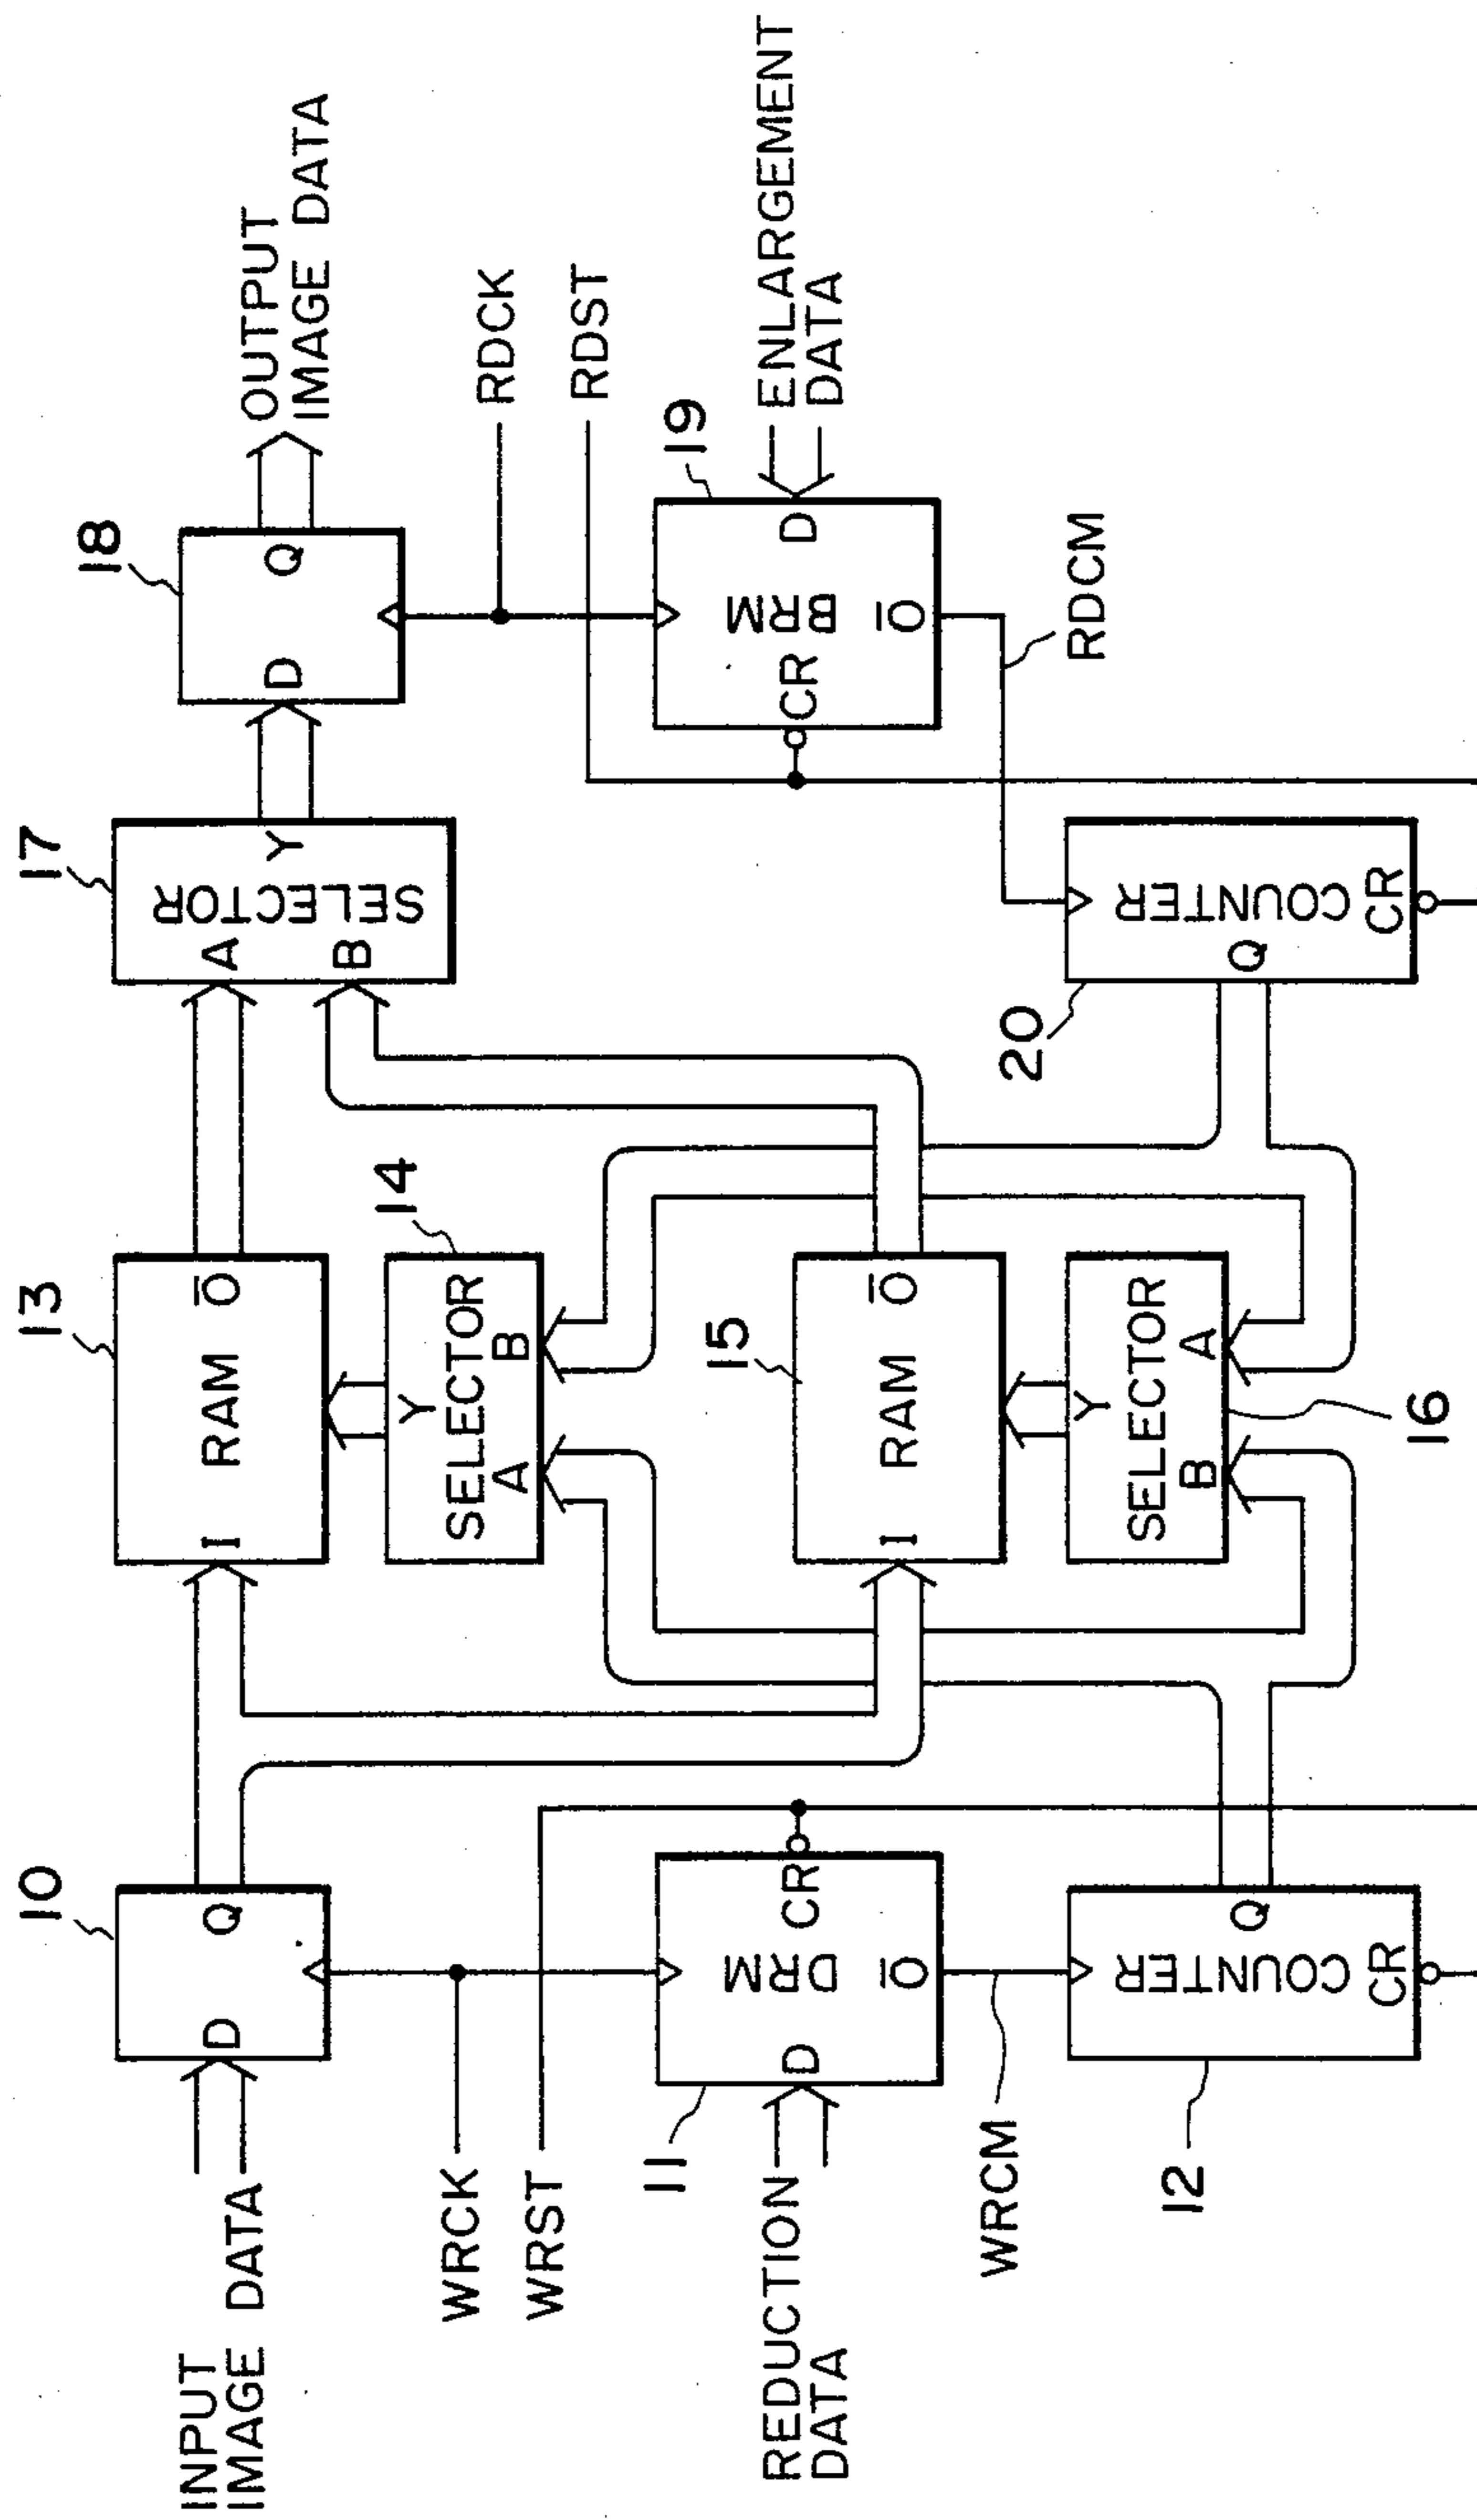 10
13
17
18
INPUT
IMAGE DATA
D
Q
I
RAM
Ō
A
SELECTOR
Y
B
D
Q
OUTPUT
IMAGE DATA
14
Y
SELECTOR
A
B
WRCK
WRST
RDCK
RDST
11
15
19
REDUCTION
DATA
D
DRM
CR
Ō
I
RAM
Ō
CR
BRM
D
Ō
ENLARGEMENT
DATA
WRCM
RDCM
20
12
COUNTER
Q
CR
Y
SELECTOR
B
A
COUNTER
Q
CR
16